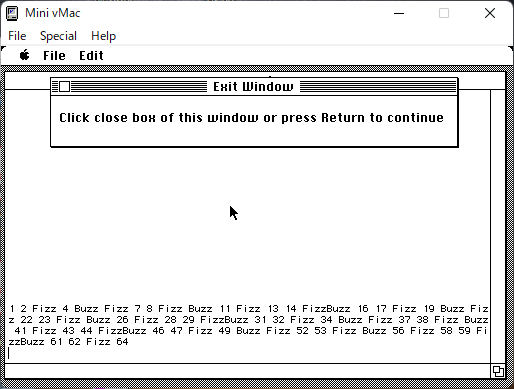 Mini vMac
File Special Help
File Edit
Exit Window
Click close box of this window or press Return to continue
1 2 Fizz 4 Buzz Fizz 7 8 Fizz Buzz 11 Fizz 13 14 FizzBuzz 16 17 Fizz 19 Buzz Fiz
z 22 23 Fizz Buzz 26 Fizz 28 29 FizzBuzz 31 32 Fizz 34 Buzz Fizz 37 38 Fizz Buzz
41 Fizz 43 44 FizzBuzz 46 47 Fizz 49 Buzz Fizz 52 53 Fizz Buzz 56 Fizz 58 59 Fi
zzBuzz 61 62 Fizz 64